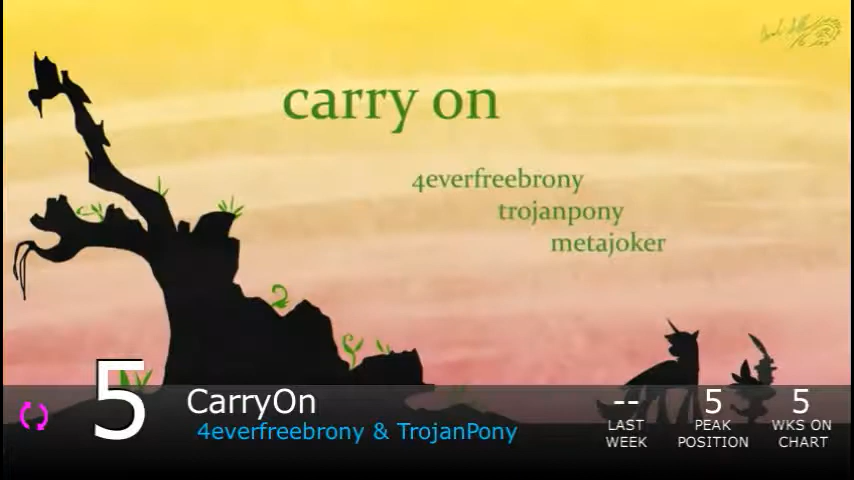 carry on
4everfreebrony
trojanpony
metajoker
5
CarryOn
4everfreebrony & TrojanPony
--
LAST
WEEK
5
PEAK
POSITION
5
WKS ON
CHART